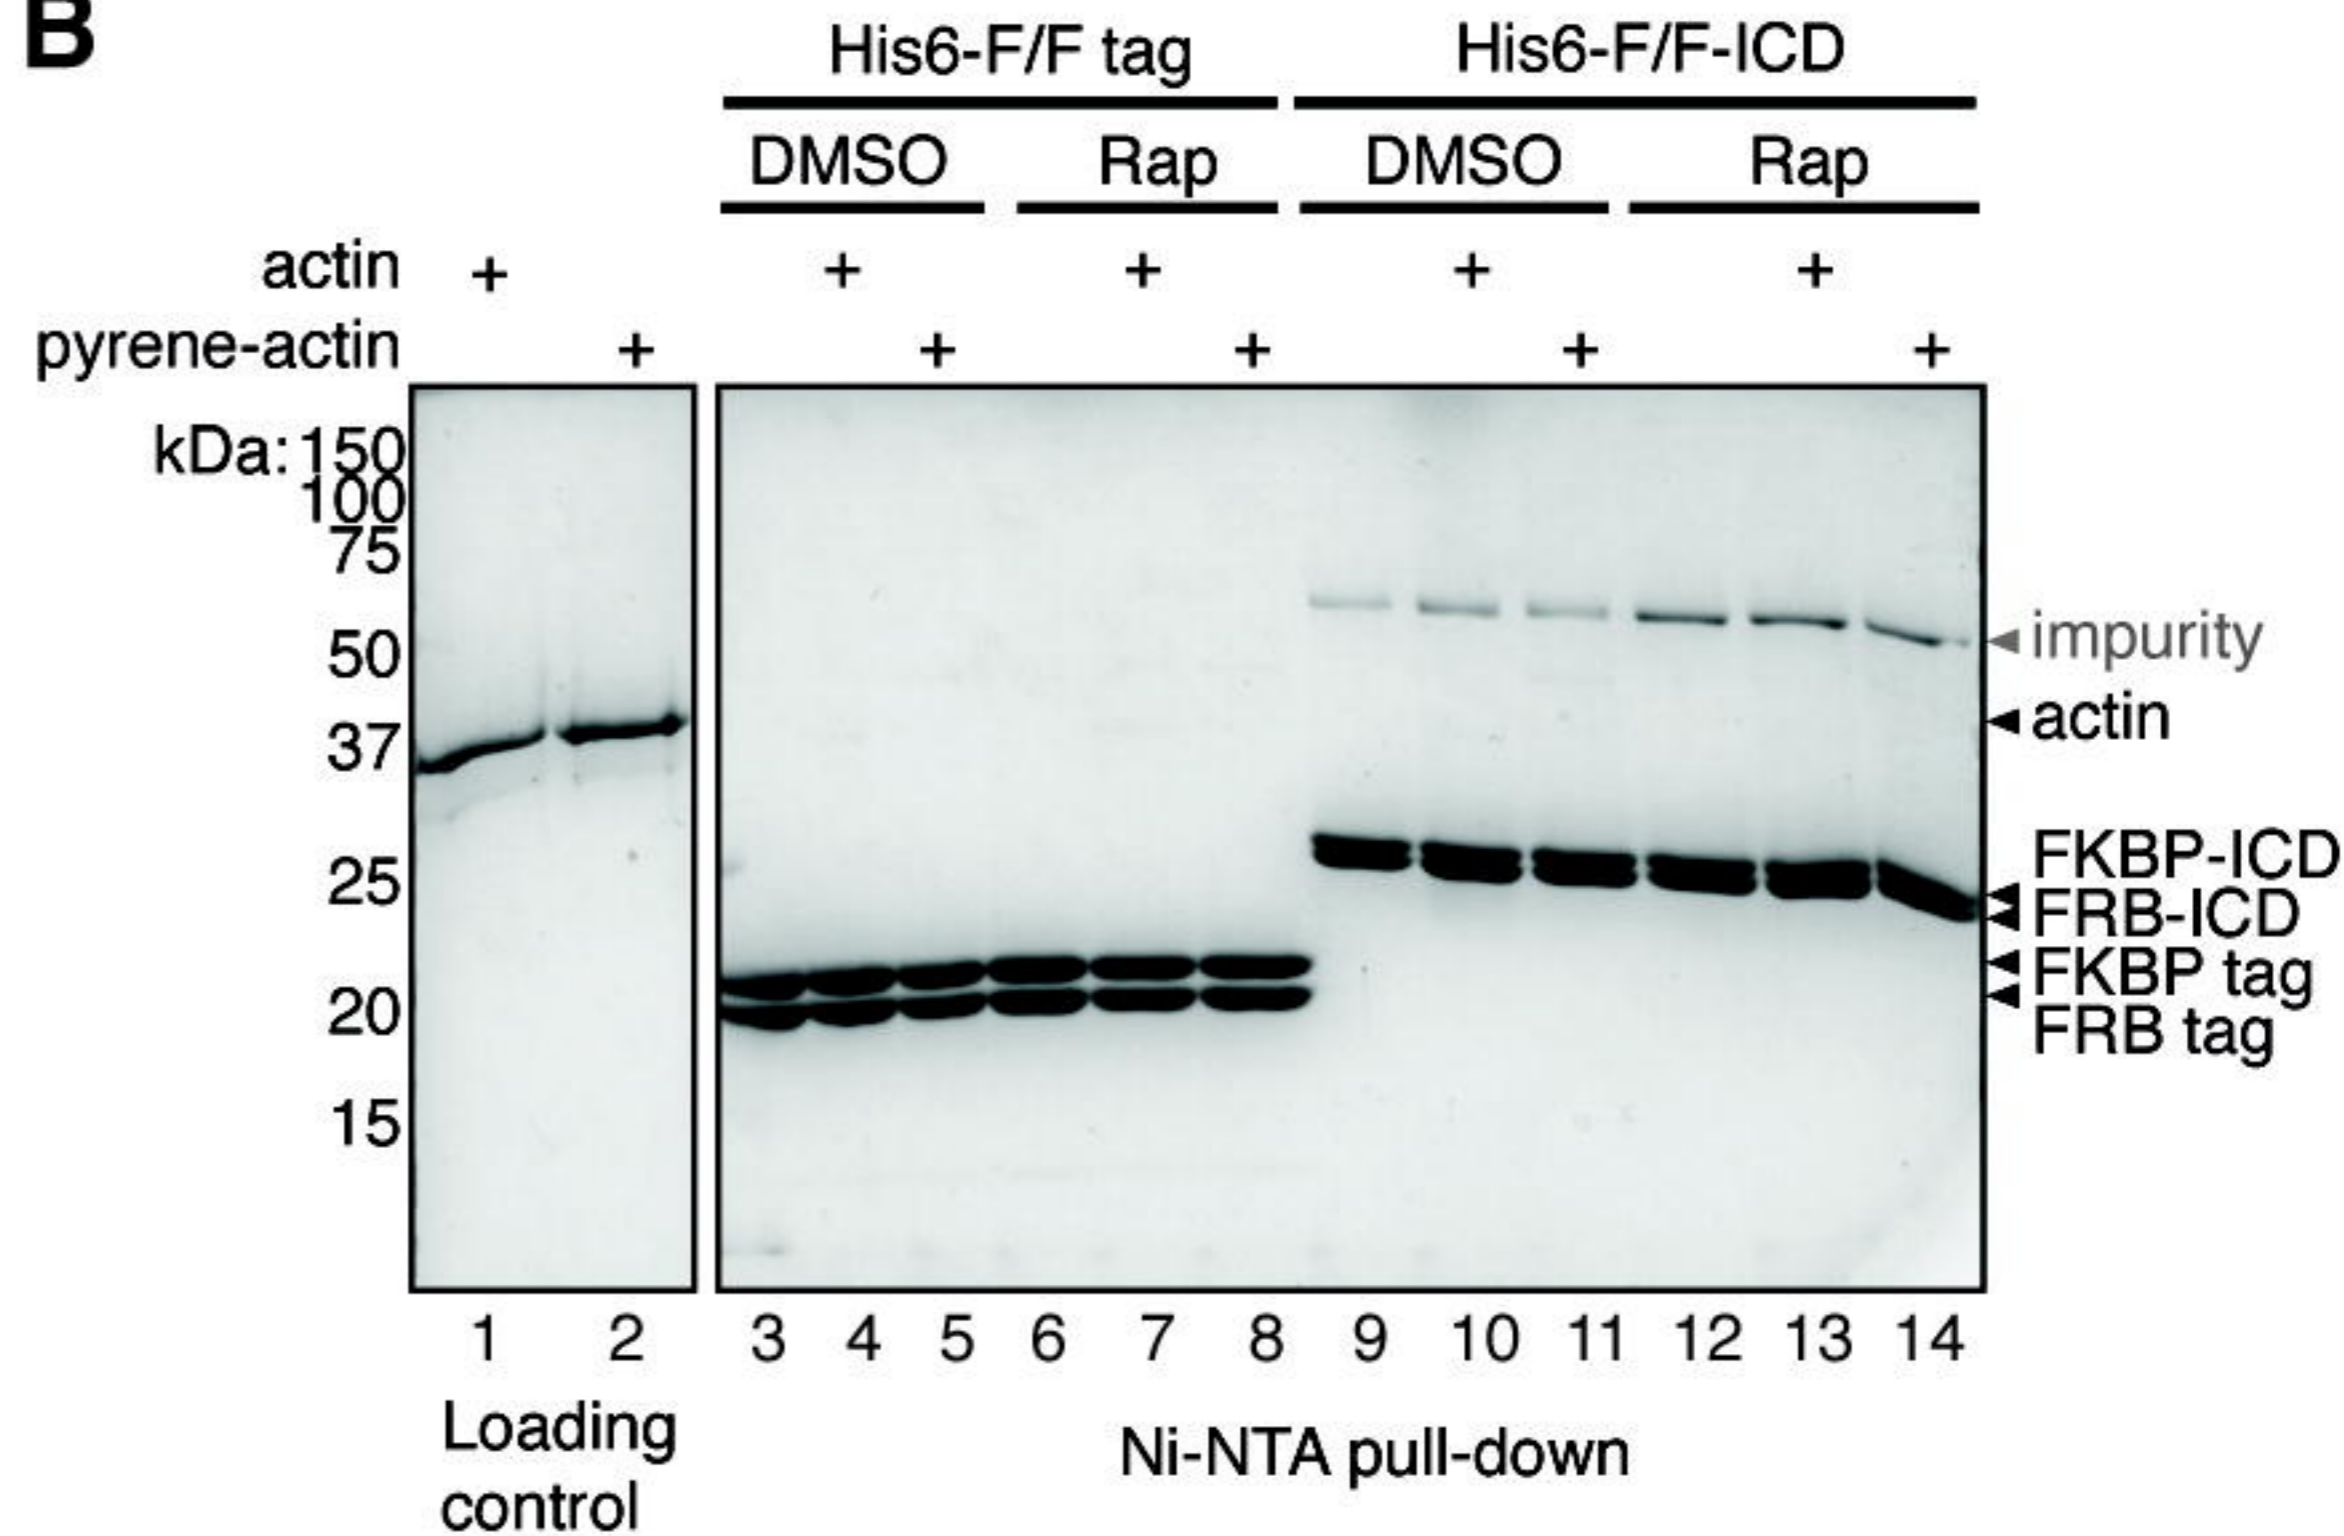 B
His6-F/F tag His6-F/F-ICD
DMSO Rap DMSO Rap
actin + + + + +
pyrene-actin + + + + +
kDa: 150
100
75
50
37
25
20
15
impurity
actin
FKBP-ICD
FRB-ICD
FKBP tag
FRB tag
1 2 3 4 5 6 7 8 9 10 11 12 13 14
Loading
control
Ni-NTA pull-down